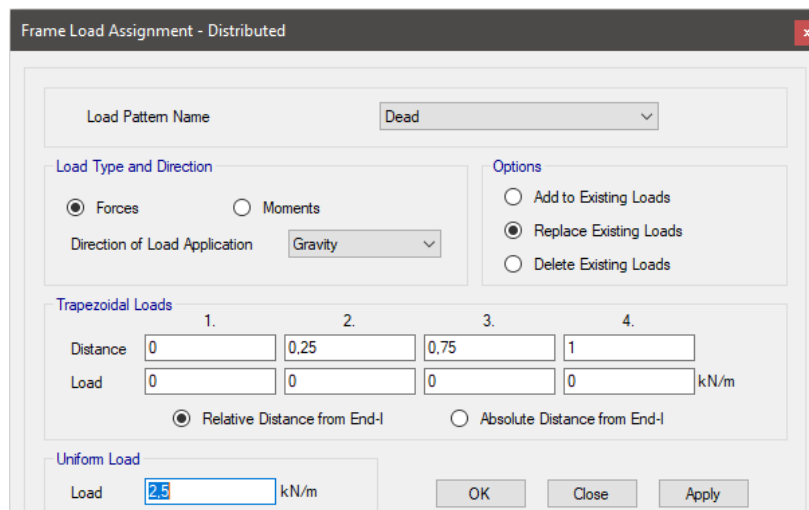 Frame Load Assignment - Distributed
x
Load Pattern Name Dead
Load Type and Direction
Forces Moments
Direction of Load Application Gravity
Options
Add to Existing Loads
Replace Existing Loads
Delete Existing Loads
Trapezoidal Loads
1. 2. 3. 4.
Distance 0 0,25 0,75 1
Load 0 0 0 0 kN/m
Relative Distance from End-I Absolute Distance from End-I
Uniform Load
Load 2,5 kN/m
OK Close Apply